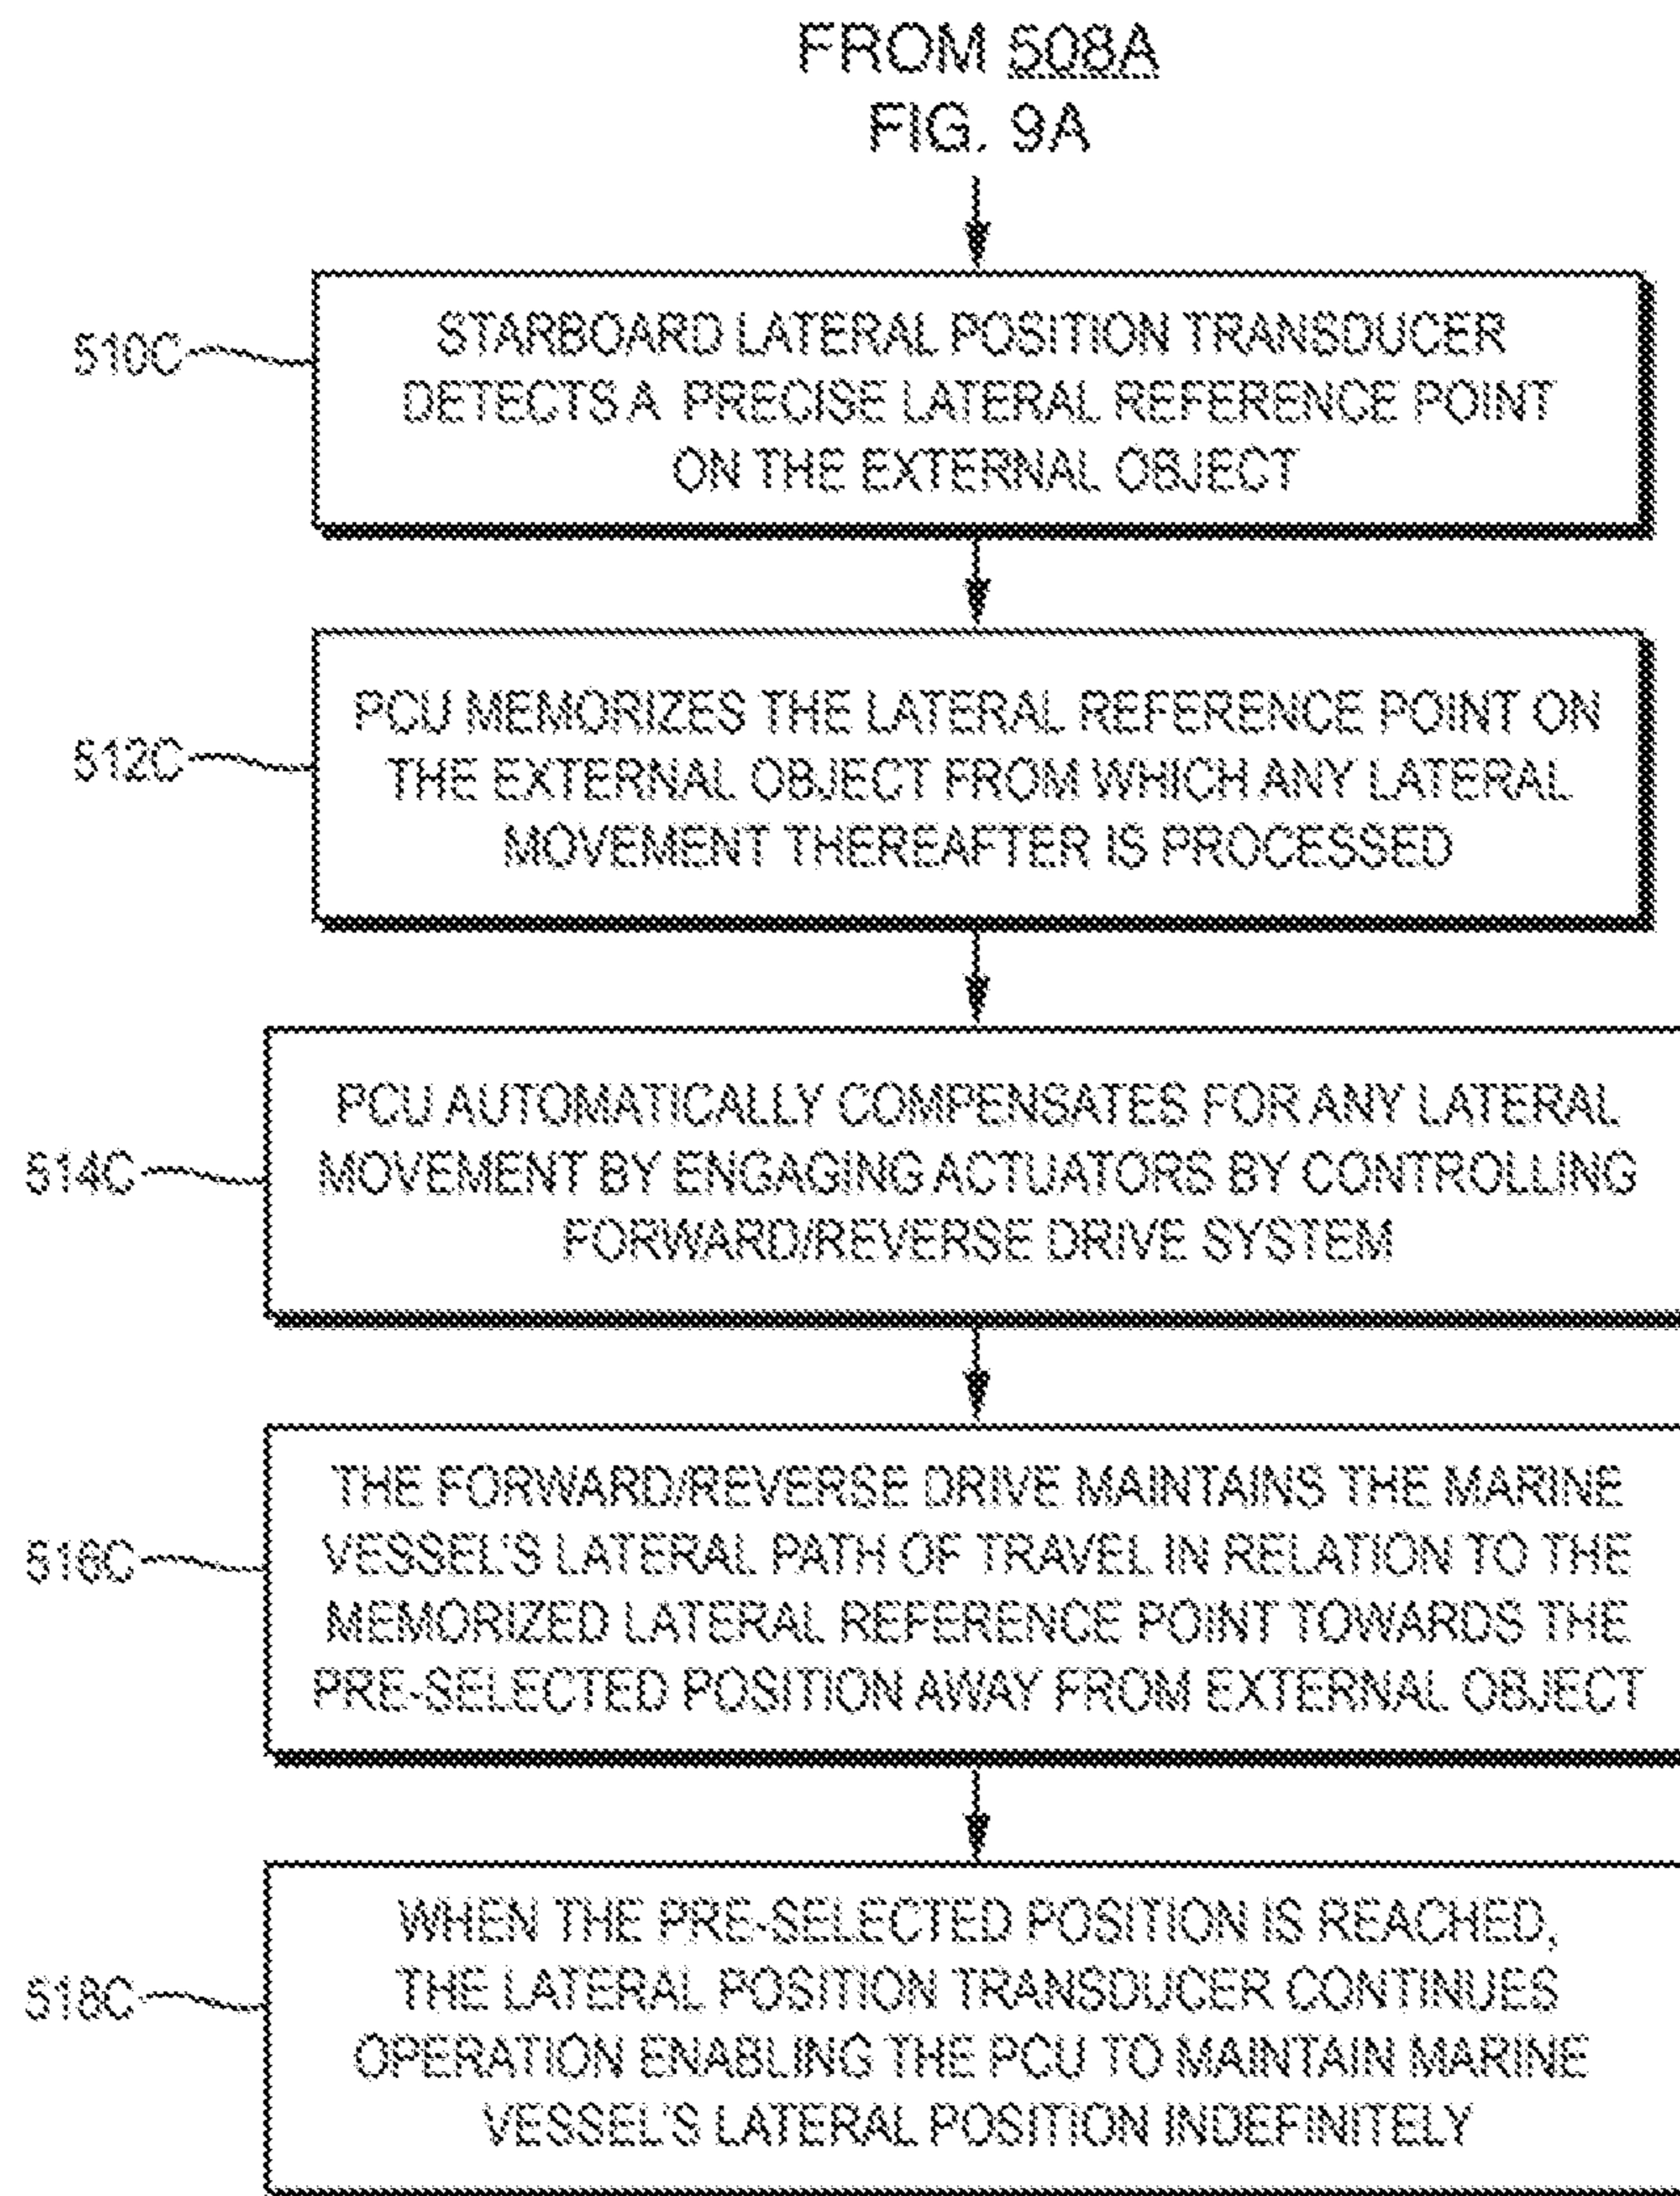 FROM 508A
FIG. 9A
510C
STARBOARD LATERAL POSITION TRANSDUCER
DETECTS A PRECISE LATERAL REFERENCE POINT
ON THE EXTERNAL OBJECT
512C
PCU MEMORIZES THE LATERAL REFERENCE POINT ON
THE EXTERNAL OBJECT FROM WHICH ANY LATERAL
MOVEMENT THEREAFTER IS PROCESSED
514C
PCU AUTOMATICALLY COMPENSATES FOR ANY LATERAL
MOVEMENT BY ENGAGING ACTUATORS BY CONTROLLING
FORWARD/REVERSE DRIVE SYSTEM
516C
THE FORWARD/REVERSE DRIVE MAINTAINS THE MARINE
VESSEL'S LATERAL PATH OF TRAVEL IN RELATION TO THE
MEMORIZED LATERAL REFERENCE POINT TOWARDS THE
PRE-SELECTED POSITION AWAY FROM EXTERNAL OBJECT
518C
WHEN THE PRE-SELECTED POSITION IS REACHED,
THE LATERAL POSITION TRANSDUCER CONTINUES
OPERATION ENABLING THE PCU TO MAINTAIN MARINE
VESSEL'S LATERAL POSITION INDEFINITELY